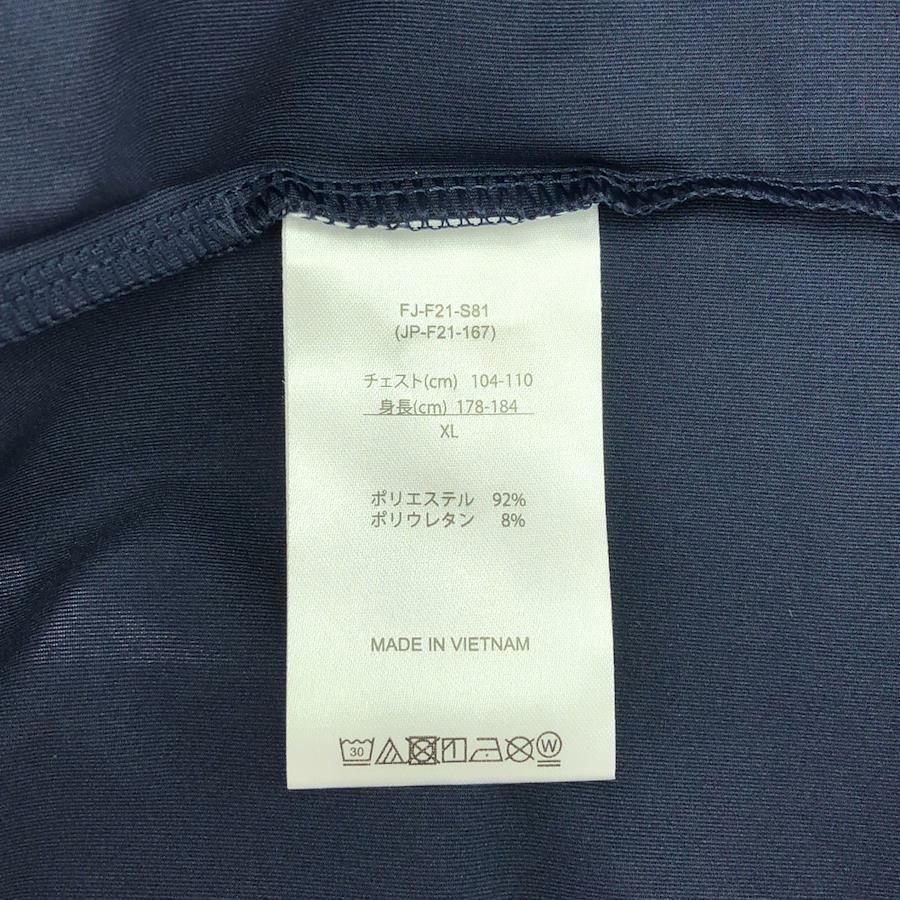 FJ-F21-S81
(JP-F21-167)
チェスト(cm) 104-110
身長(cm) 178-184
XL
ポリエステル 92%
ポリウレタン 8%
MADE IN VIETNAM
30 W